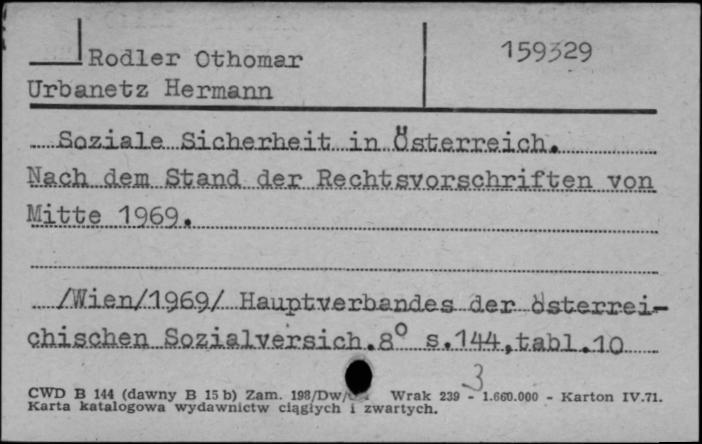 Rodler Othomar
159329
Urbanetz Hermann
Soziale Sicherheit in Österreich.
Nach dem Stand der Rechtsvorschriften von
Mitte 1969.
/Wien/1969/ Hauptverbandes der österrei-
chischen Sozialversich.8° s.144,tabl.10
3
CWD B 144 (dawny B 15 b) Zam. 198/Dw/ Wrak 239 - 1.660.000 - Karton IV.71.
Karta katalogowa wydawnictw ciągłych i zwartych.